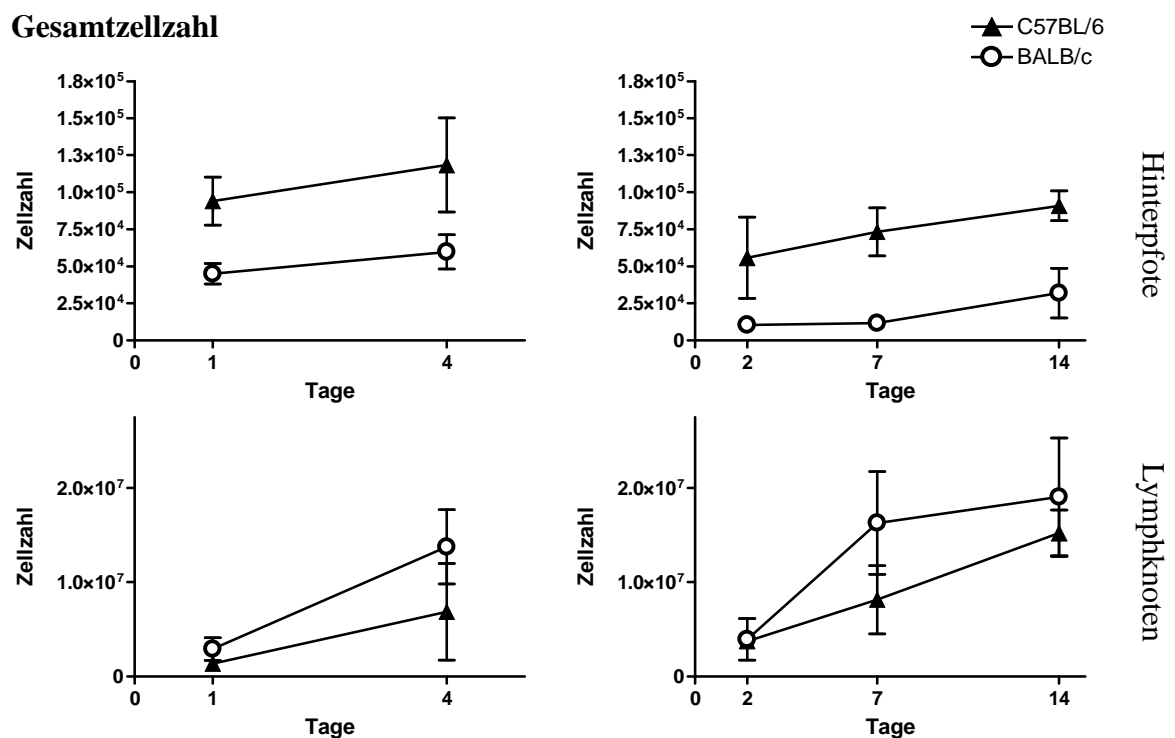 Gesamtzellzahl
C57BL/6
BALB/c
Zellzahl
1.8×10⁵
1.5×10⁵
1.3×10⁵
1.0×10⁵
7.5×10⁴
5.0×10⁴
2.5×10⁴
0
0 1 4
Tage
Zellzahl
1.8×10⁵
1.5×10⁵
1.3×10⁵
1.0×10⁵
7.5×10⁴
5.0×10⁴
2.5×10⁴
0
0 2 7 14
Tage
Hinterpfote
Zellzahl
2.0×10⁷
1.0×10⁷
0
0 1 4
Tage
Zellzahl
2.0×10⁷
1.0×10⁷
0
0 2 7 14
Tage
Lymphknoten